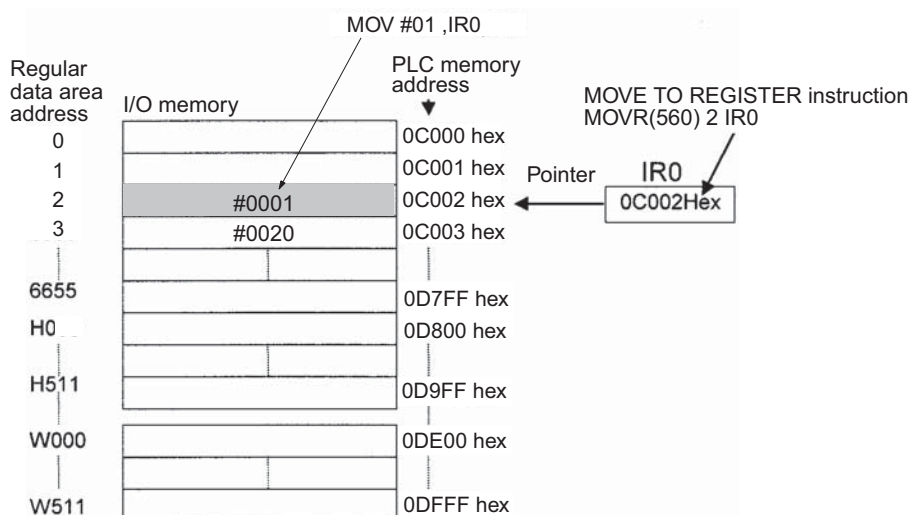 MOV #01 ,IR0
Regular
data area
address
I/O memory
PLC memory
address
MOVE TO REGISTER instruction
MOVR(560) 2 IR0
0
0C000 hex
1
0C001 hex
2
#0001
0C002 hex
Pointer
IR0
0C002Hex
3
#0020
0C003 hex
6655
0D7FF hex
H0
0D800 hex
H511
0D9FF hex
W000
0DE00 hex
W511
0DFFF hex